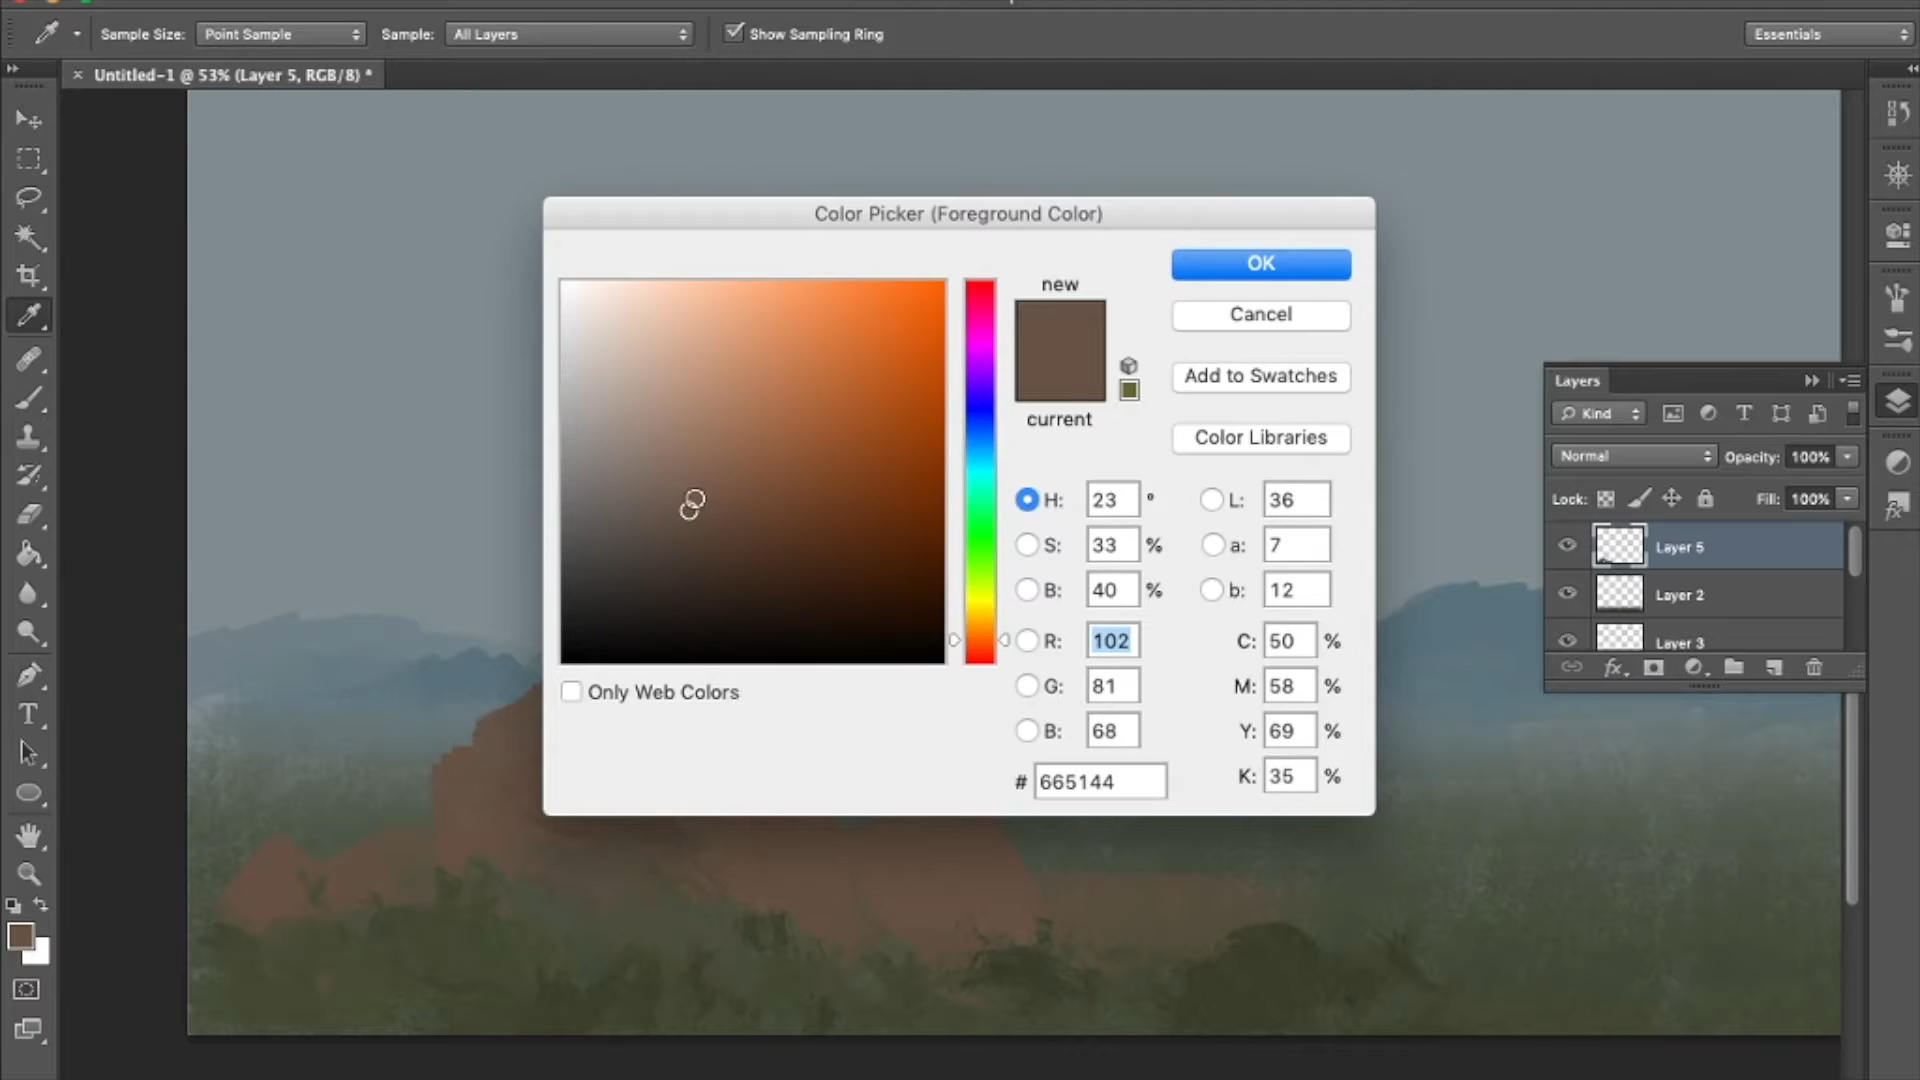 Sample Size: Point Sample Sample: All Layers Show Sampling Ring Essentials
× Untitled-1 @ 53% (Layer 5, RGB/8) *
Color Picker (Foreground Color)
OK
new
Cancel
Add to Swatches
current
Color Libraries
H: 23 ° L: 36
S: 33 % a: 7
B: 40 % b: 12
R: 102 C: 50 %
G: 81 M: 58 %
B: 68 Y: 69 %
# 665144 K: 35 %
Only Web Colors
Layers
Kind T
Normal Opacity: 100%
Lock: Fill: 100%
Layer 5
Layer 2
Layer 3
fx
T